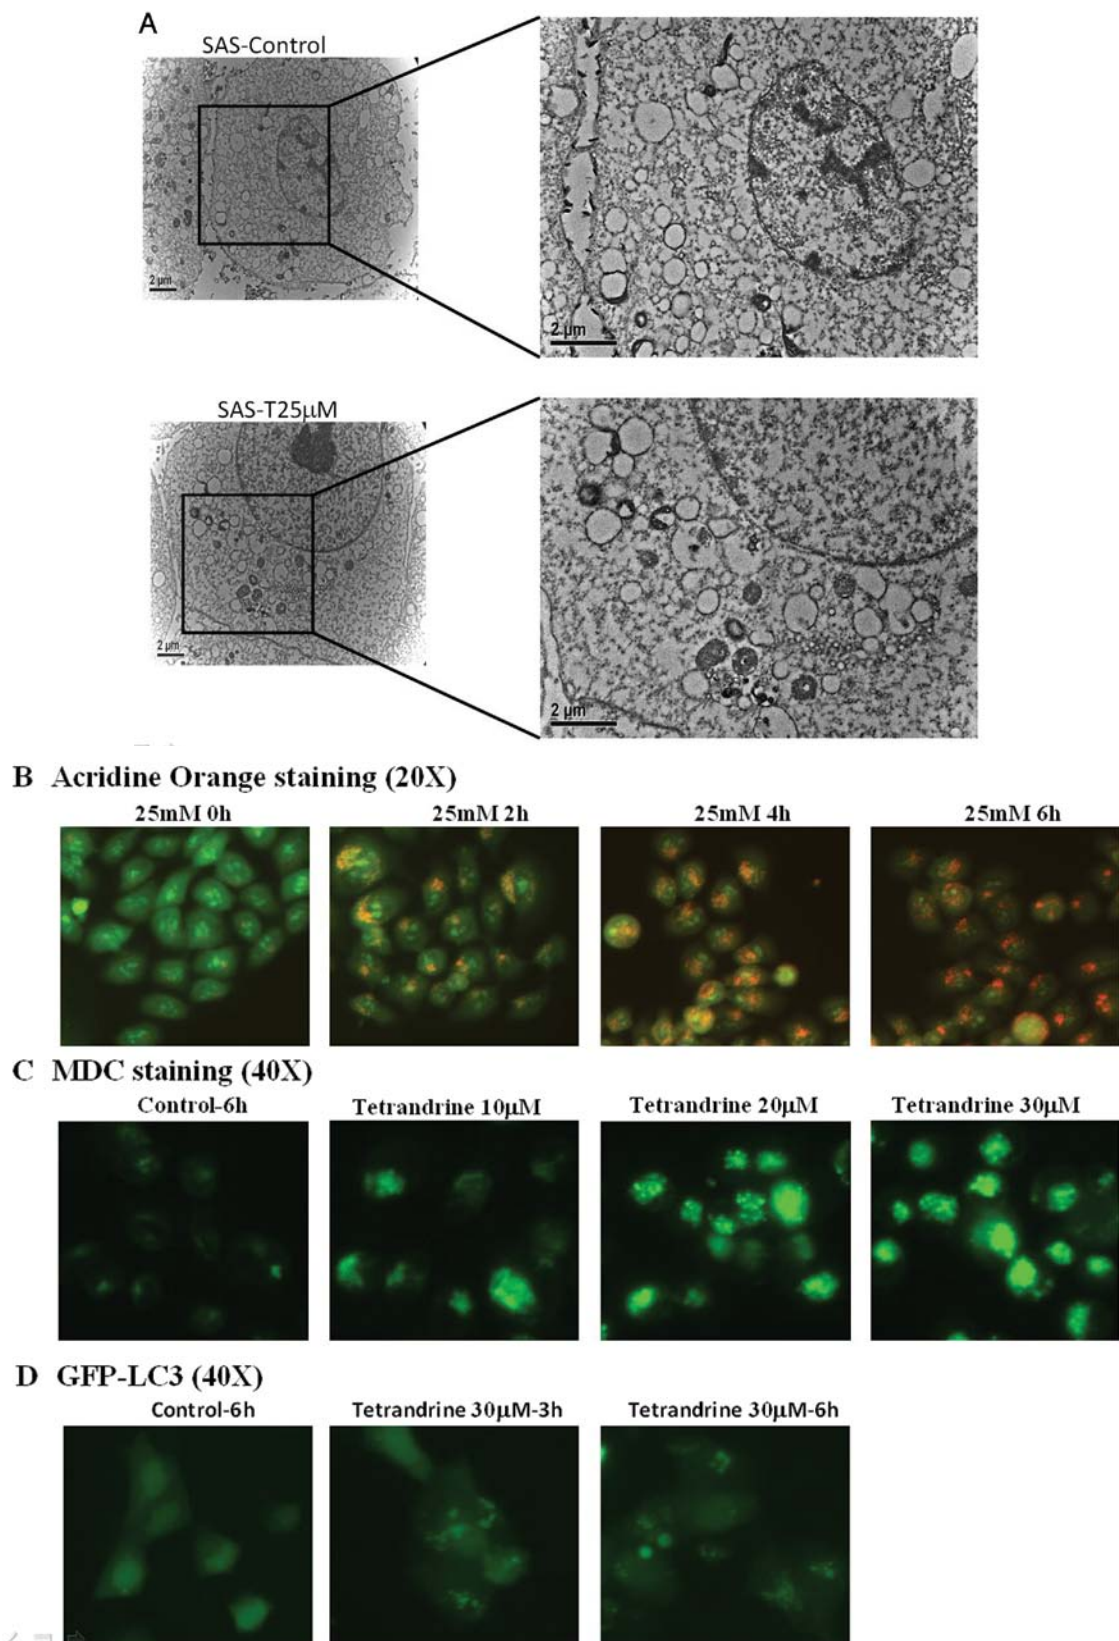 A
SAS-Control
2 μm
2 μm
SAS-T25μM
2 μm
2 μm
B Acridine Orange staining (20X)
25mM 0h 25mM 2h 25mM 4h 25mM 6h
C MDC staining (40X)
Control-6h Tetrandrine 10μM Tetrandrine 20μM Tetrandrine 30μM
D GFP-LC3 (40X)
Control-6h Tetrandrine 30μM-3h Tetrandrine 30μM-6h